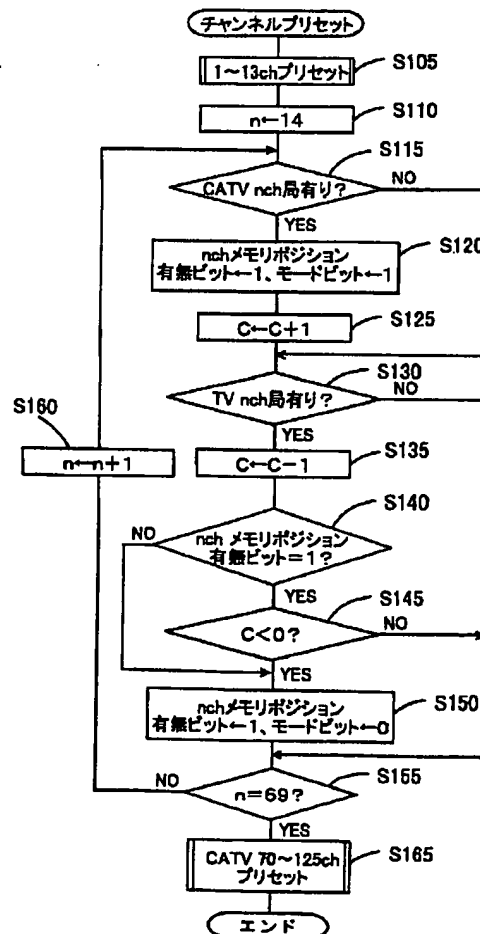 チャンネルプリセット
1～13chプリセット
S105
n←14
S110
S115
CATV nch局有り？
NO
YES
nchメモリポジション
有無ビット←1、モードビット←1
S120
C←C+1
S125
S130
TV nch局有り？
NO
YES
S160
n←n+1
C←C−1
S135
S140
NO
nch メモリポジション
有無ビット＝1？
YES
S145
C<0？
NO
YES
nchメモリポジション
有無ビット←1、モードビット←0
S150
S155
NO
n＝69？
YES
CATV 70～125ch
プリセット
S165
エンド